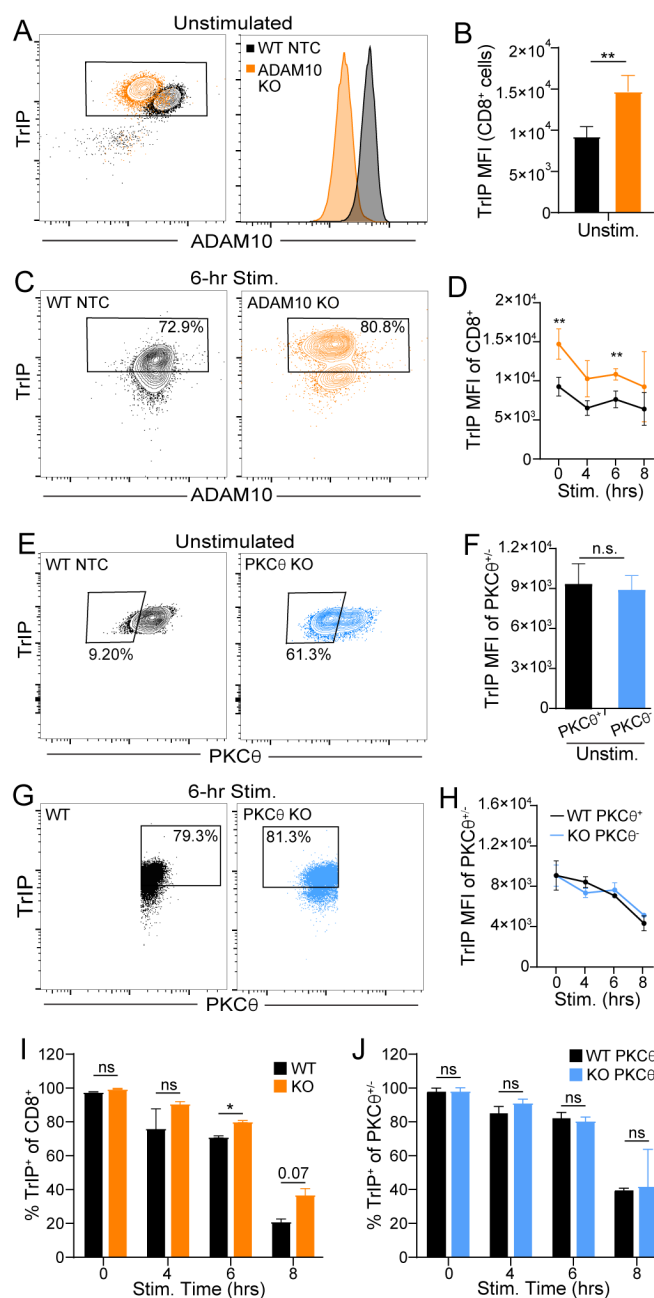 A
Unstimulated
WT NTC
ADAM10
KO
TrIP
ADAM10
B
TrIP MFI (CD8⁺ cells)
2×10⁴
1.5×10⁴
1×10⁴
5×10³
0
**
Unstim.
C
6-hr Stim.
WT NTC
72.9%
ADAM10 KO
80.8%
TrIP
ADAM10
D
TrIP MFI of CD8⁺
2×10⁴
1.5×10⁴
1×10⁴
5×10³
0
**
**
0 4 6 8
Stim. (hrs)
E
Unstimulated
WT NTC
9.20%
PKCθ KO
61.3%
TrIP
PKCθ
F
TrIP MFI of PKCθ⁺/⁻
1.2×10⁴
9×10³
6×10³
3×10³
0
n.s.
PKCθ⁺ PKCθ⁻
Unstim.
G
6-hr Stim.
WT
79.3%
PKCθ KO
81.3%
TrIP
PKCθ
H
TrIP MFI of PKCθ⁺/⁻
1.6×10⁴
1.2×10⁴
8×10³
4×10³
0
WT PKCθ⁺
KO PKCθ⁻
0 4 6 8
Stim. (hrs)
I
% TrIP⁺ of CD8⁺
120
100
80
60
40
20
0
ns
ns
*
0.07
WT
KO
0 4 6 8
Stim. Time (hrs)
J
% TrIP⁺ of PKCθ⁺/⁻
120
100
80
60
40
20
0
ns
ns
ns
ns
WT PKCθ
KO PKCθ
0 4 6 8
Stim. Time (hrs)